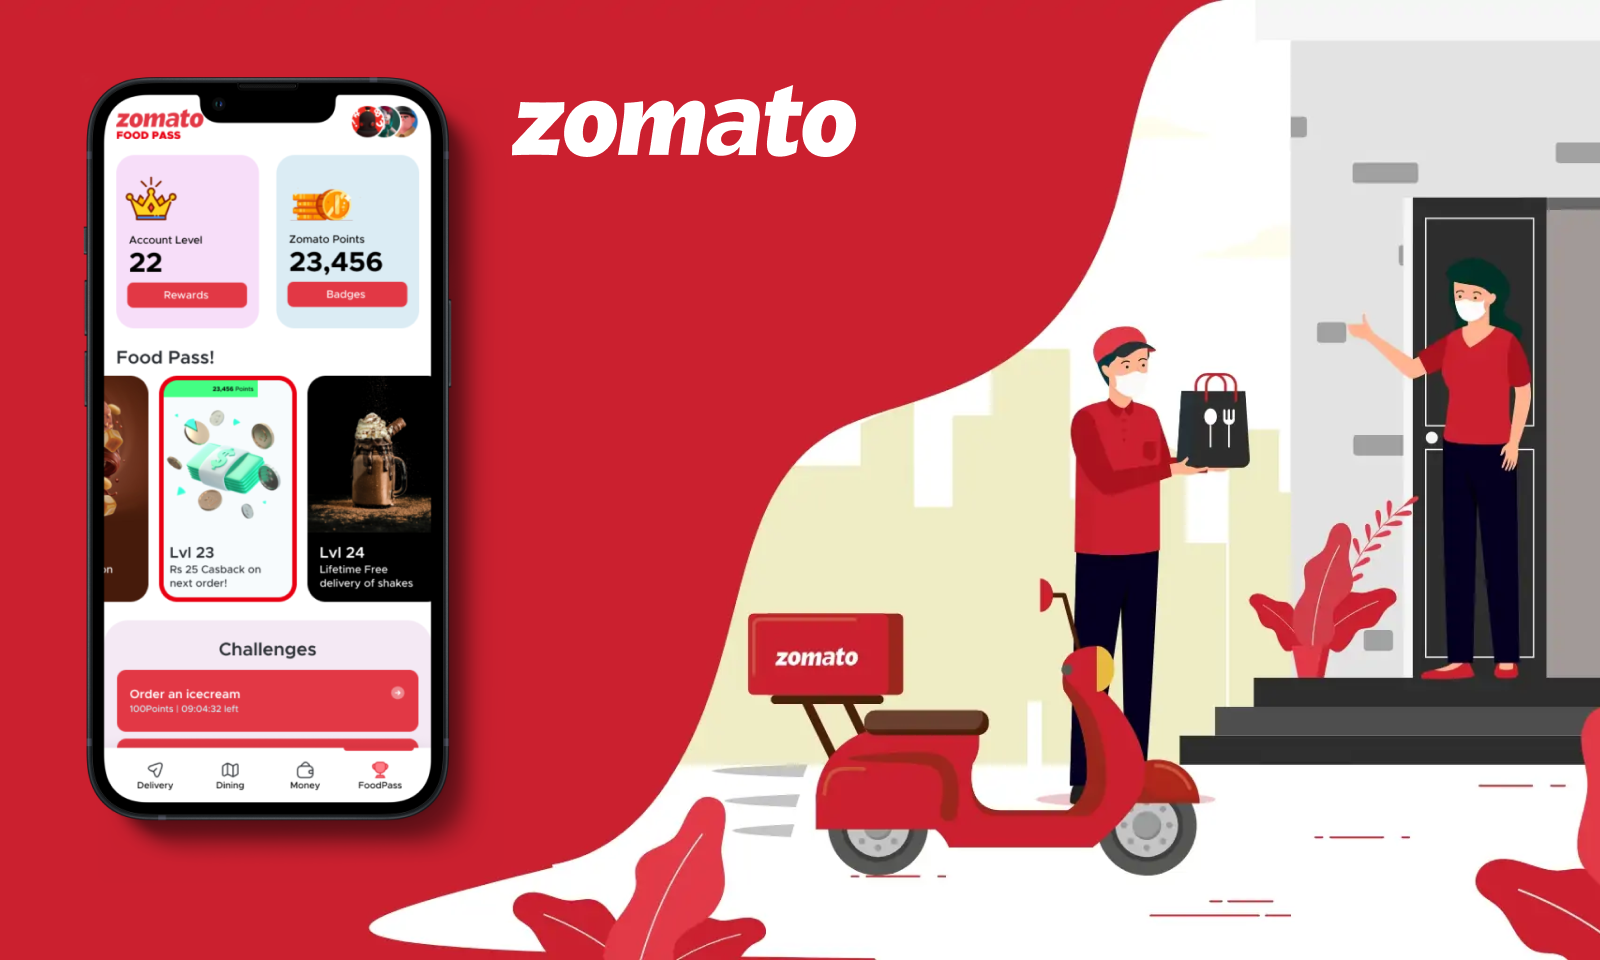 zomato
FOOD PASS
Account Level
22
Rewards
Zomato Points
23,456
Badges
Food Pass!
on
23,456 Points
Lvl 23
Rs 25 Casback on
next order!
Lvl 24
Lifetime Free
delivery of shakes
Challenges
Order an icecream
100Points | 09:04:32 left
Delivery
Dining
Money
FoodPass
zomato
zomato